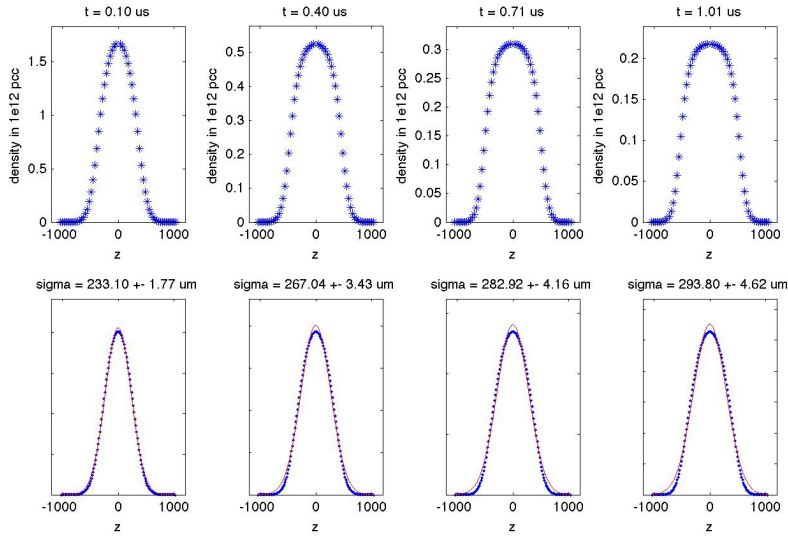 t = 0.10 us
t = 0.40 us
t = 0.71 us
t = 1.01 us
density in 1e12 pcc
1.5
1
0.5
0
-1000
0
1000
z
density in 1e12 pcc
0.5
0.4
0.3
0.2
0.1
0
-1000
0
1000
z
density in 1e12 pcc
0.3
0.25
0.2
0.15
0.1
0.05
0
-1000
0
1000
z
density in 1e12 pcc
0.2
0.15
0.1
0.05
0
-1000
0
1000
z
sigma = 233.10 +- 1.77 um
sigma = 267.04 +- 3.43 um
sigma = 282.92 +- 4.16 um
sigma = 293.80 +- 4.62 um
-1000
0
1000
z
-1000
0
1000
z
-1000
0
1000
z
-1000
0
1000
z